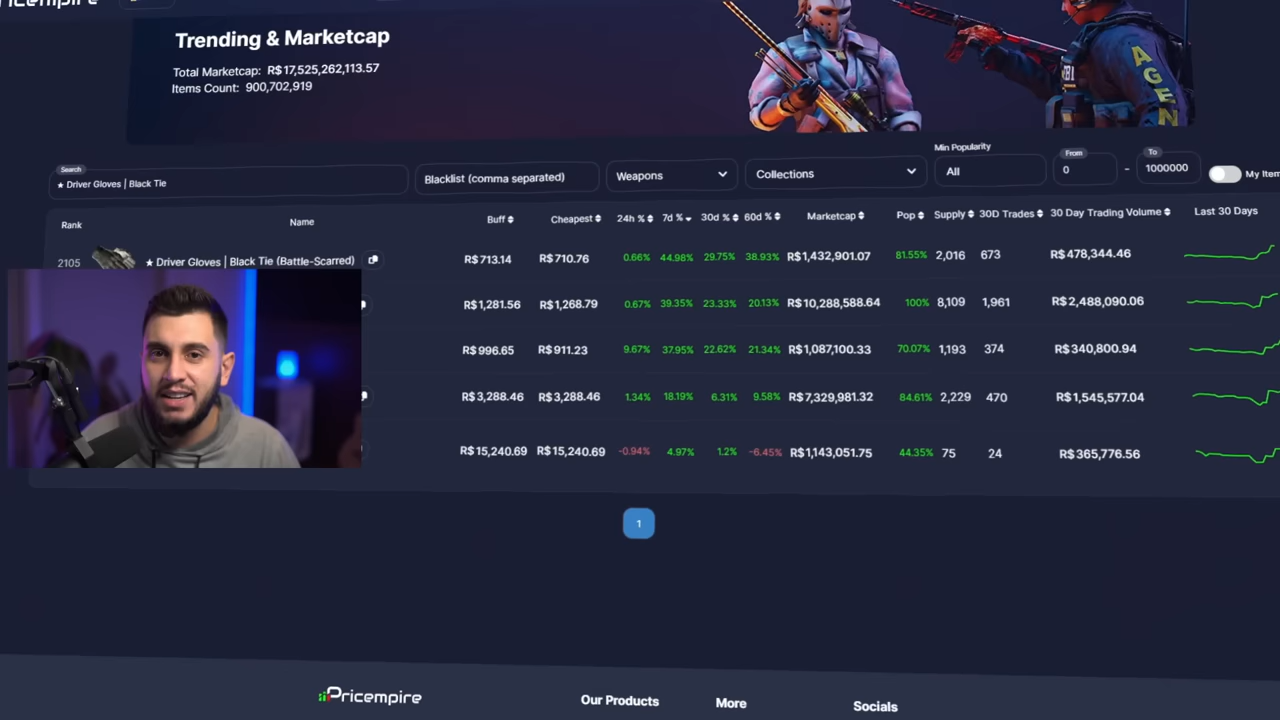 Trending & Marketcap
Total Marketcap: R$17,525,262,113.57
Items Count: 900,702,919
AGEN
Min Popularity
Search
★ Driver Gloves | Black Tie
Blacklist (comma separated)
Weapons
Collections
All
From
0
-
To
1000000
My Item
Rank Name Buff Cheapest 24h % 7d % 30d % 60d % Marketcap Pop Supply 30D Trades 30 Day Trading Volume Last 30 Days
2105 ★ Driver Gloves | Black Tie (Battle-Scarred) R$713.14 R$710.76 0.66% 44.98% 29.75% 38.93% R$1,432,901.07 81.55% 2,016 673 R$478,344.46
R$1,281.56 R$1,268.79 0.67% 39.35% 23.33% 20.13% R$10,288,588.64 100% 8,109 1,961 R$2,488,090.06
R$996.65 R$911.23 9.67% 37.95% 22.62% 21.34% R$1,087,100.33 70.07% 1,193 374 R$340,800.94
R$3,288.46 R$3,288.46 1.34% 18.19% 6.31% 9.58% R$7,329,981.32 84.61% 2,229 470 R$1,545,577.04
R$15,240.69 R$15,240.69 -0.94% 4.97% 1.2% -6.45% R$1,143,051.75 44.35% 75 24 R$365,776.56
1
Pricempire
Our Products
More
Socials